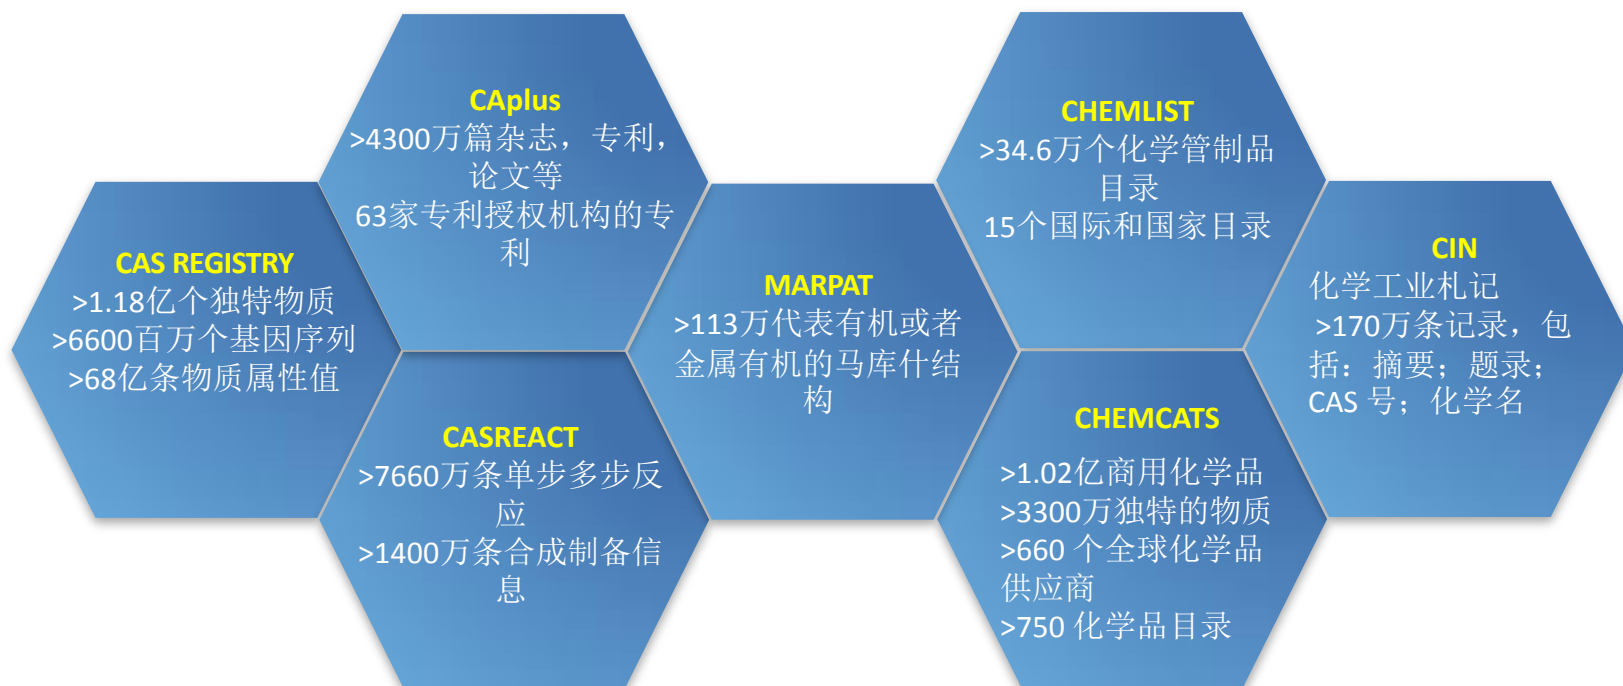 CAS REGISTRY
>1.18亿个独特物质
>6600百万个基因序列
>68亿条物质属性值
CAplus
>4300万篇杂志，专利，
论文等
63家专利授权机构的专
利
CASREACT
>7660万条单步多步反
应
>1400万条合成制备信
息
MARPAT
>113万代表有机或者
金属有机的马库什结
构
CHEMLIST
>34.6万个化学管制品
目录
15个国际和国家目录
CHEMCATS
>1.02亿商用化学品
>3300万独特的物质
>660 个全球化学品
供应商
>750 化学品目录
CIN
化学工业札记
>170万条记录，包
括：摘要；题录；
CAS 号；化学名